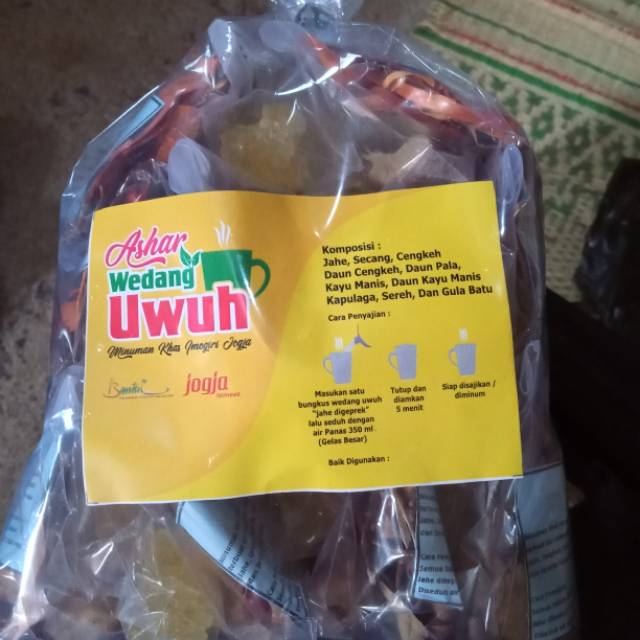 Ashar
Wedang
Uwuh
Minuman Khas Imogiri Jogja
Bantul
jogja
istimewa
Komposisi :
Jahe, Secang, Cengkeh
Daun Cengkeh, Daun Pala,
Kayu Manis, Daun Kayu Manis
Kapulaga, Sereh, Dan Gula Batu
Cara Penyajian :
Masukan satu
bungkus wedang uwuh
"jahe digeprek"
lalu seduh dengan
air Panas 350 ml
(Gelas Besar)
Tutup dan
diamkan
5 menit
Siap disajikan /
diminum
Baik Digunakan :